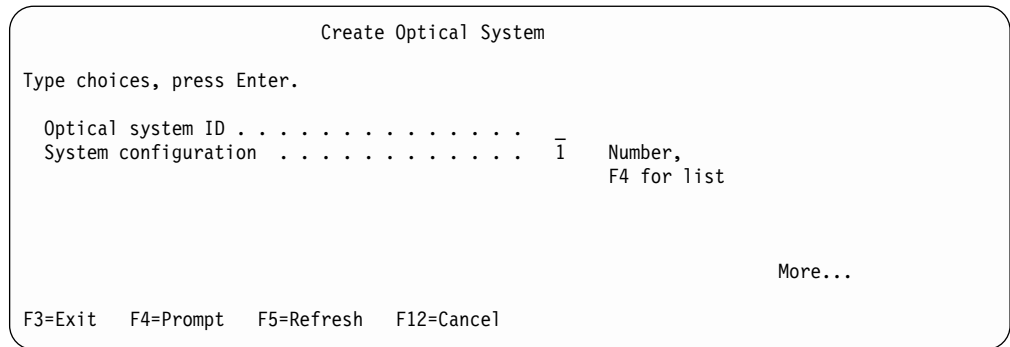 Create Optical System
Type choices, press Enter.
Optical system ID . . . . . . . . . . . . . . _
System configuration . . . . . . . . . . . . 1 Number,
F4 for list
More...
F3=Exit F4=Prompt F5=Refresh F12=Cancel